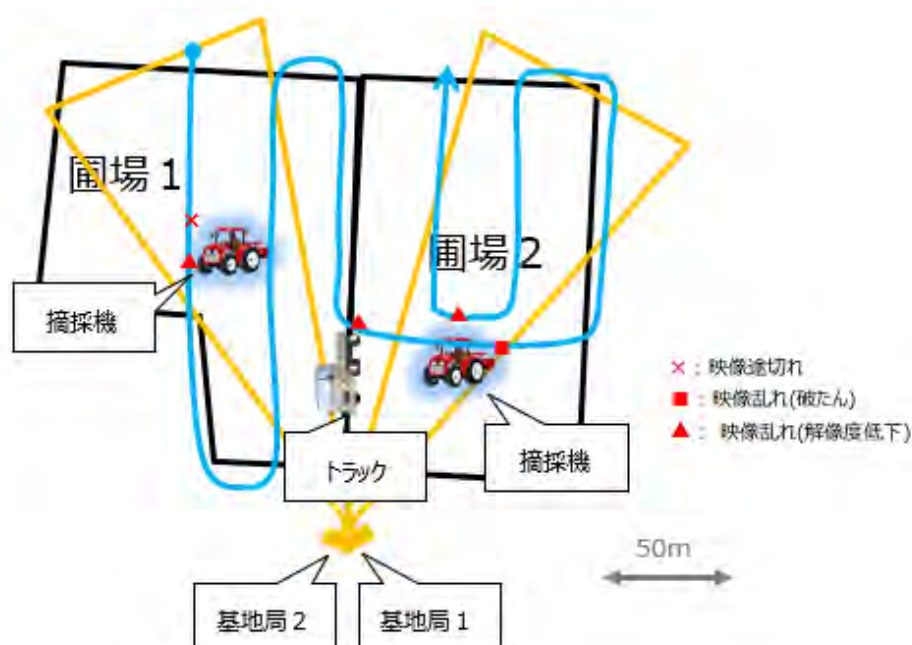 圃場1
圃場2
摘採機
×：映像途切れ
■：映像乱れ(破たん)
▲：映像乱れ(解像度低下)
トラック
摘採機
50m
基地局2
基地局1